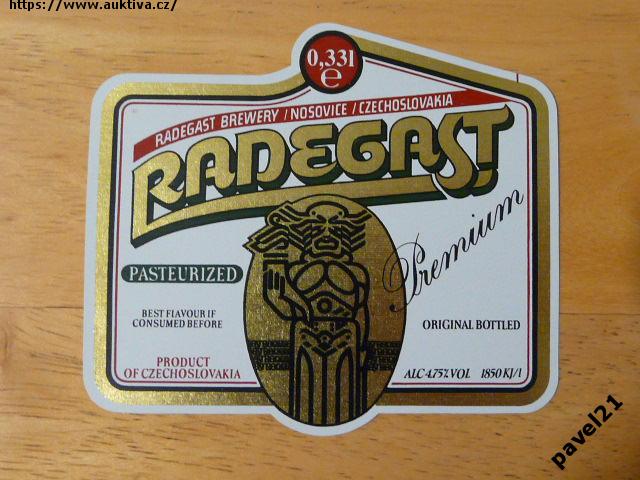 https://www.auktiva.cz/
0,33l
e
RADEGAST BREWERY / NOSOVICE / CZECHOSLOVAKIA
RADEGAST
Premium
PASTEURIZED
BEST FLAVOUR IF
CONSUMED BEFORE
ORIGINAL BOTTLED
PRODUCT
OF CZECHOSLOVAKIA
ALC·4.75% VOL 1850 KJ/l
pavel21